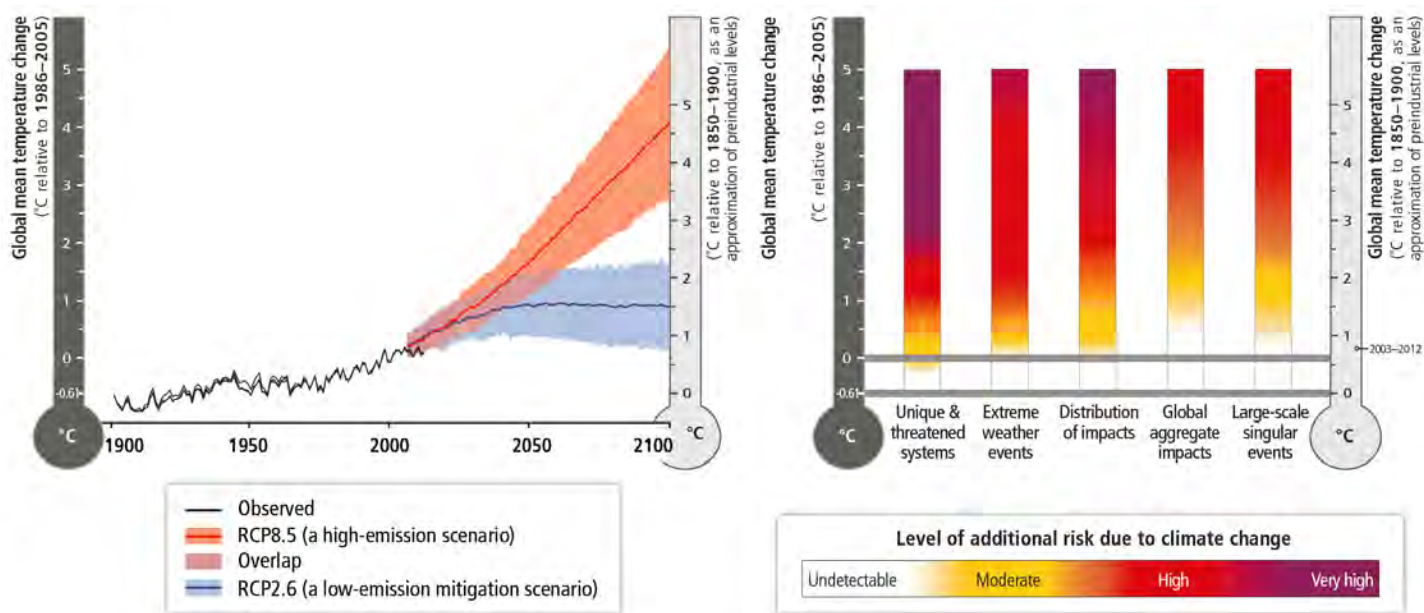 Global mean temperature change
(°C relative to 1986–2005)
5
4
3
2
1
0
-0.61
°C
1900
1950
2000
2050
2100
Global mean temperature change
(°C relative to 1850–1900, as an
approximation of preindustrial levels)
5
4
3
2
1
0
°C
Observed
RCP8.5 (a high-emission scenario)
Overlap
RCP2.6 (a low-emission mitigation scenario)
Global mean temperature change
(°C relative to 1986–2005)
5
4
3
2
1
0
-0.61
°C
Unique &
threatened
systems
Extreme
weather
events
Distribution
of impacts
Global
aggregate
impacts
Large-scale
singular
events
Global mean temperature change
(°C relative to 1850–1900, as an
approximation of preindustrial levels)
5
4
3
2
1
0
2003–2012
°C
Level of additional risk due to climate change
Undetectable
Moderate
High
Very high